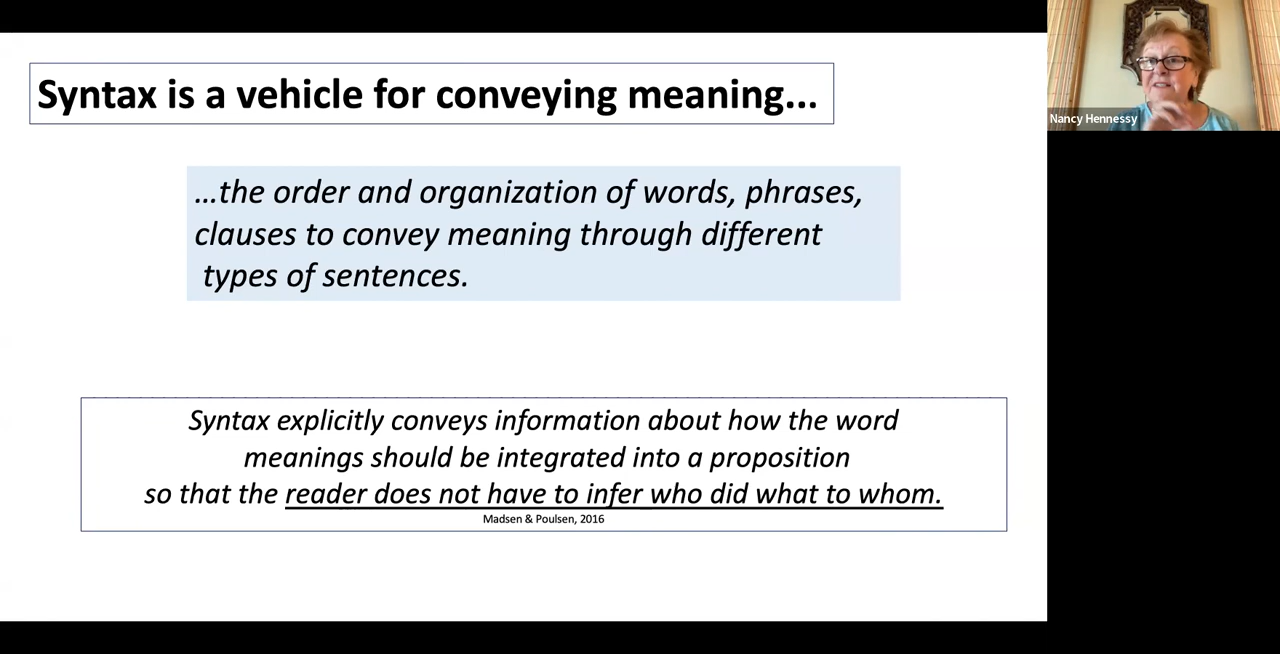 Syntax is a vehicle for conveying meaning...
Nancy Hennessy
...the order and organization of words, phrases,
clauses to convey meaning through different
types of sentences.
Syntax explicitly conveys information about how the word
meanings should be integrated into a proposition
so that the reader does not have to infer who did what to whom.
Madsen & Poulsen, 2016